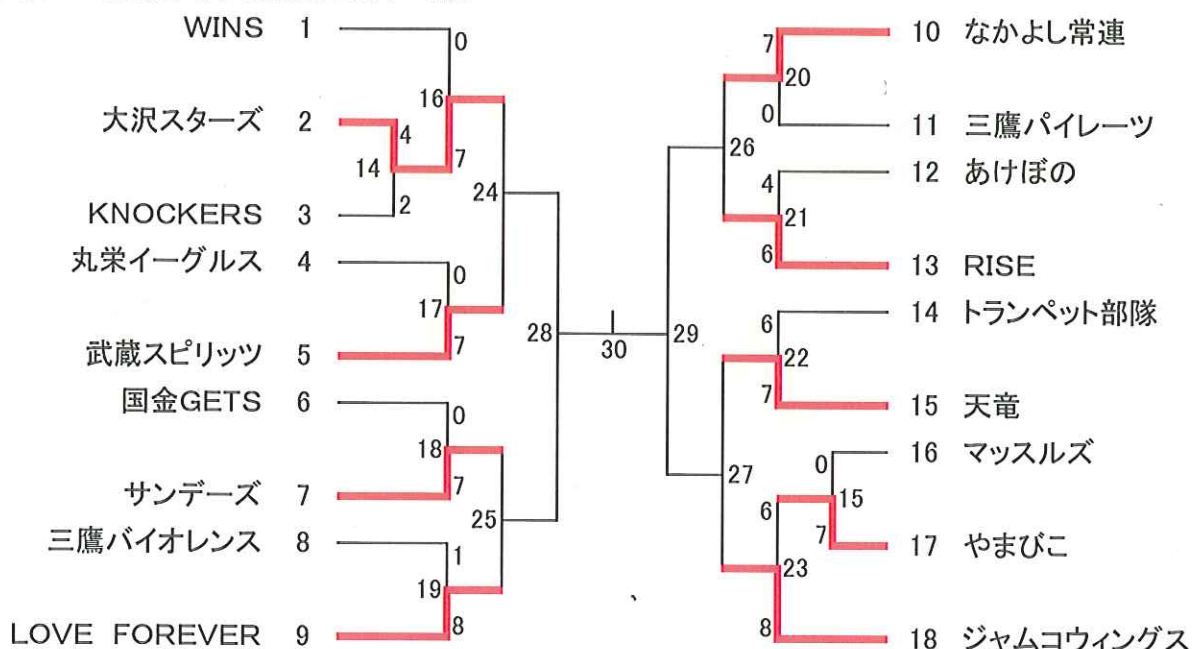 WINS 1
0
16
大沢スターズ 2
4
7
14
24
KNOCKERS 3
2
丸栄イーグルス 4
0
17
武蔵スピリッツ 5
7
28
国金GETS 6
0
18
サンデーズ 7
7
25
三鷹バイオレンス 8
1
19
LOVE FOREVER 9
8
30
7
10 なかよし常連
20
0
11 三鷹パイレーツ
26
4
12 あけぼの
21
6
13 RISE
29
6
14 トランペット部隊
22
7
15 天竜
27
0
16 マッスルズ
6
15
7
17 やまびこ
23
8
18 ジャムコウィングス